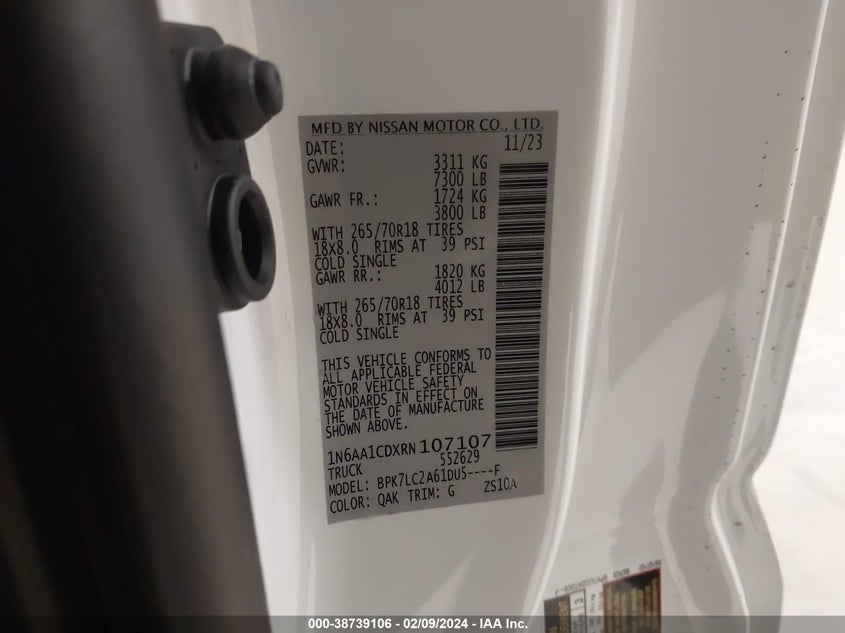 MFD BY NISSAN MOTOR CO., LTD.
DATE: 11/23
GVWR: 3311 KG
7300 LB
GAWR FR.: 1724 KG
3800 LB
WITH 265/70R18 TIRES
18X8.0 RIMS AT 39 PSI
COLD SINGLE
GAWR RR.: 1820 KG
4012 LB
WITH 265/70R18 TIRES
18X8.0 RIMS AT 39 PSI
COLD SINGLE
THIS VEHICLE CONFORMS TO
ALL APPLICABLE FEDERAL
MOTOR VEHICLE SAFETY
STANDARDS IN EFFECT ON
THE DATE OF MANUFACTURE
SHOWN ABOVE.
1N6AA1CDXRN107107
TRUCK 552629
MODEL: BPK7LC2A61DU5----F
COLOR: QAK TRIM: G ZS10A
000-38739106 - 02/09/2024 - IAA Inc.